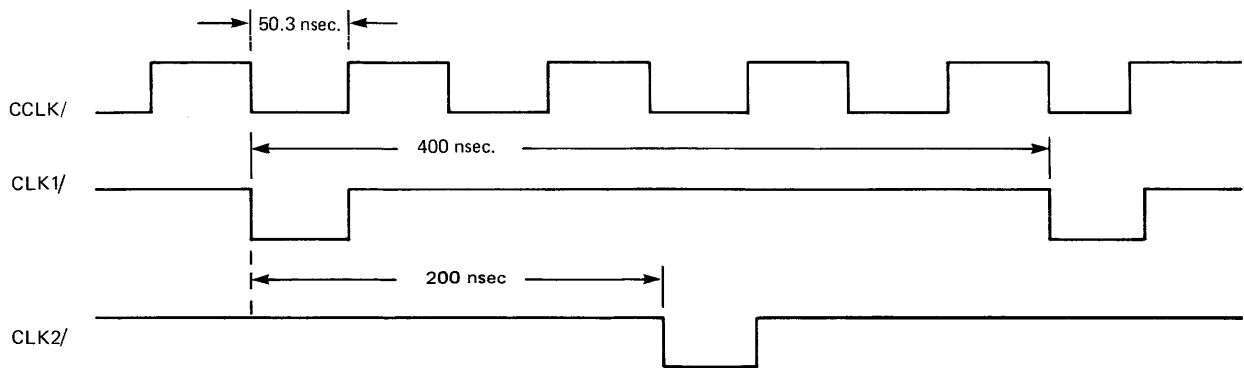 50.3 nsec.
CCLK/
400 nsec.
CLK1/
200 nsec
CLK2/